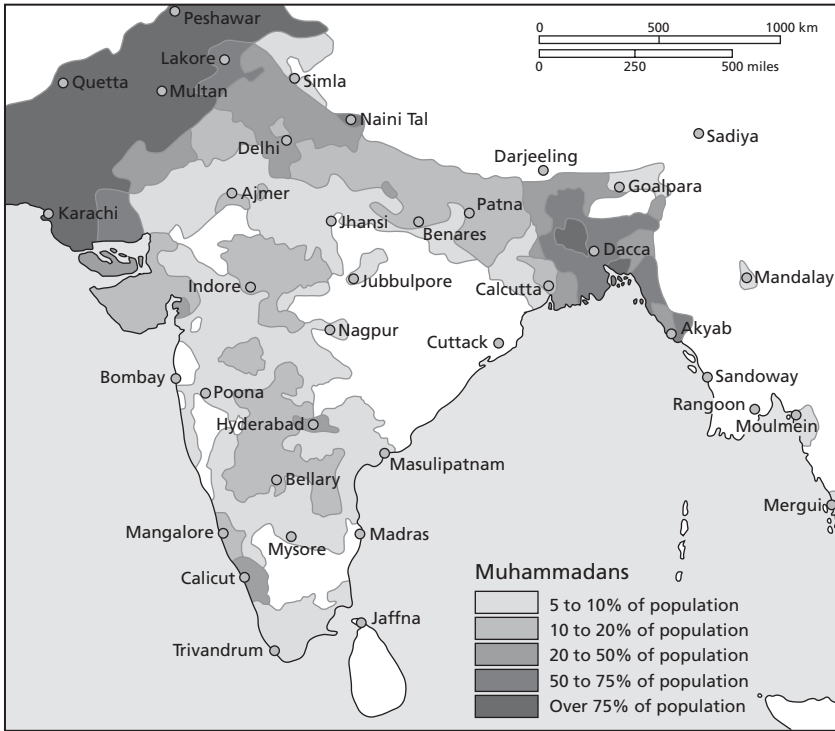 Peshawar
0 500 1000 km
Lakore
0 250 500 miles
Simla
Quetta
Multan
Naini Tal
Sadiya
Delhi
Darjeeling
Goalpara
Ajmer
Patna
Karachi
Jhansi
Benares
Dacca
Indore
Jubbulpore
Calcutta
Mandalay
Nagpur
Akyab
Cuttack
Bombay
Sandoway
Poona
Rangoon
Hyderabad
Moulmein
Masulipatnam
Bellary
Mergui
Mangalore
Madras
Mysore
Muhammadans
Calicut
5 to 10% of population
Jaffna
10 to 20% of population
Trivandrum
20 to 50% of population
50 to 75% of population
Over 75% of population